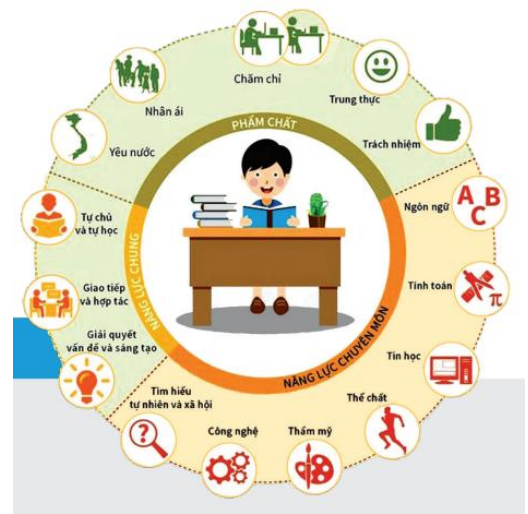 Chăm chỉ
Nhân ái
Trung thực
PHẨM CHẤT
Trách nhiệm
Yêu nước
Ngôn ngữ
A B
C
Tự chủ
và tự học
NĂNG LỰC CHUNG
Giao tiếp
và hợp tác
Tính toán
π
Giải quyết
vấn đề và sáng tạo
NĂNG LỰC CHUYÊN MÔN
Tin học
Tìm hiểu
tự nhiên và xã hội
Thể chất
Công nghệ
Thẩm mỹ
?